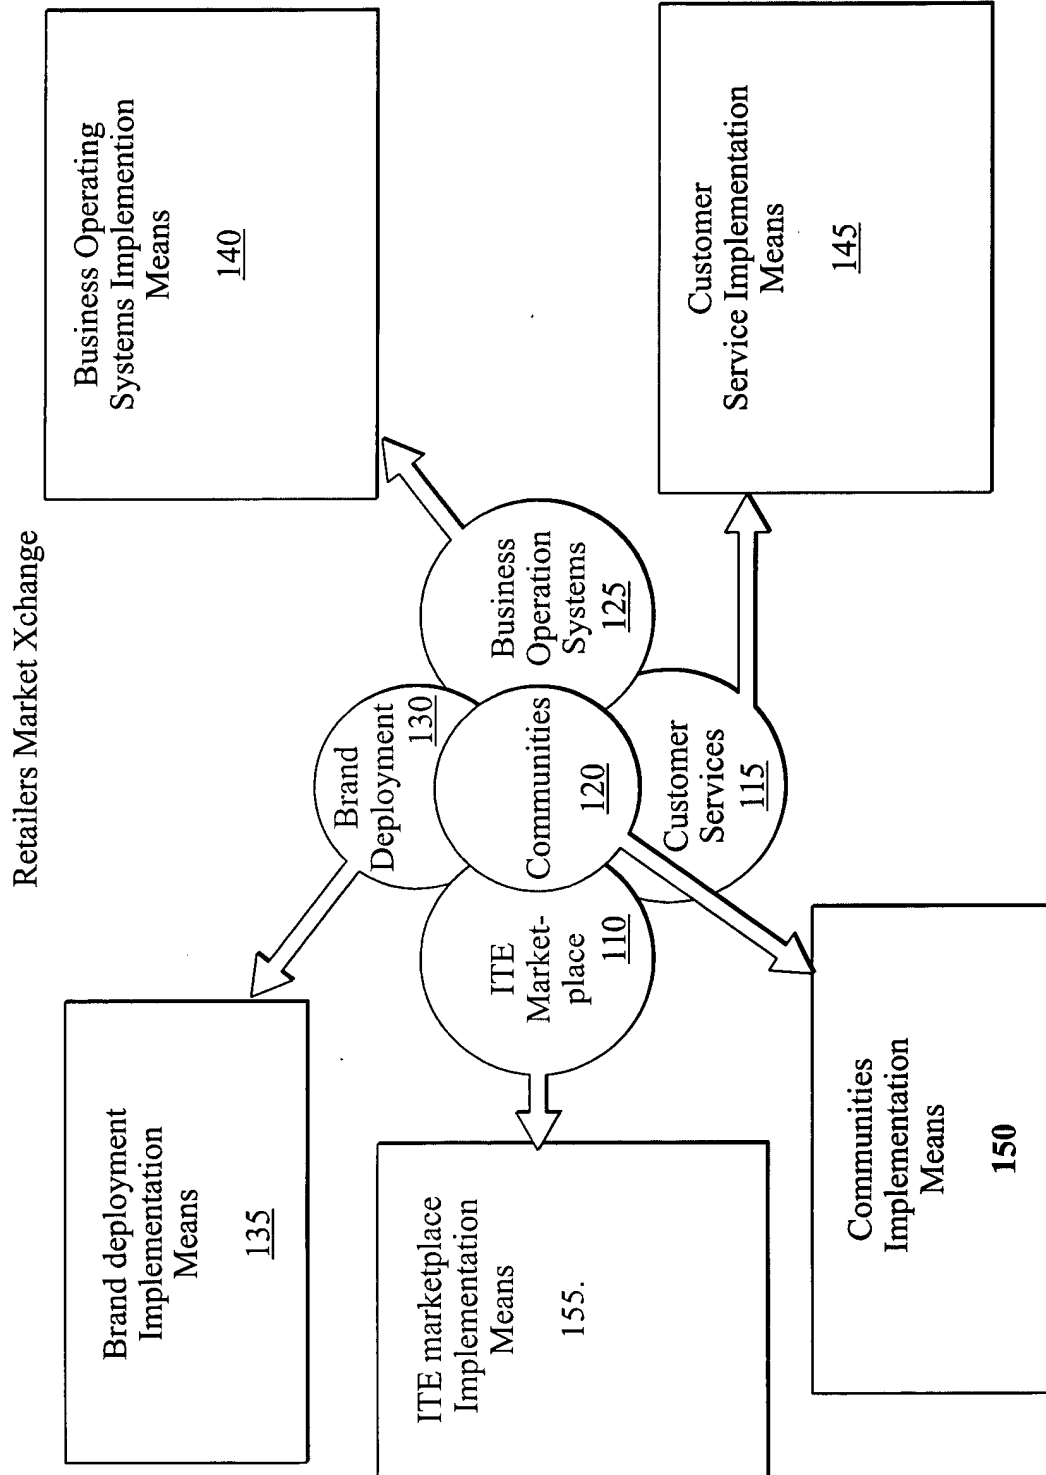 Retailers Market Xchange
Brand deployment
Implementation
Means
135
Business Operating
Systems Implemention
Means
140
Brand
Deployment
130
ITE
Market-
place
110
Communities
120
Business
Operation
Systems
125
Customer
Services
115
ITE marketplace
Implementation
Means
155.
Customer
Service Implementation
Means
145
Communities
Implementation
Means
150